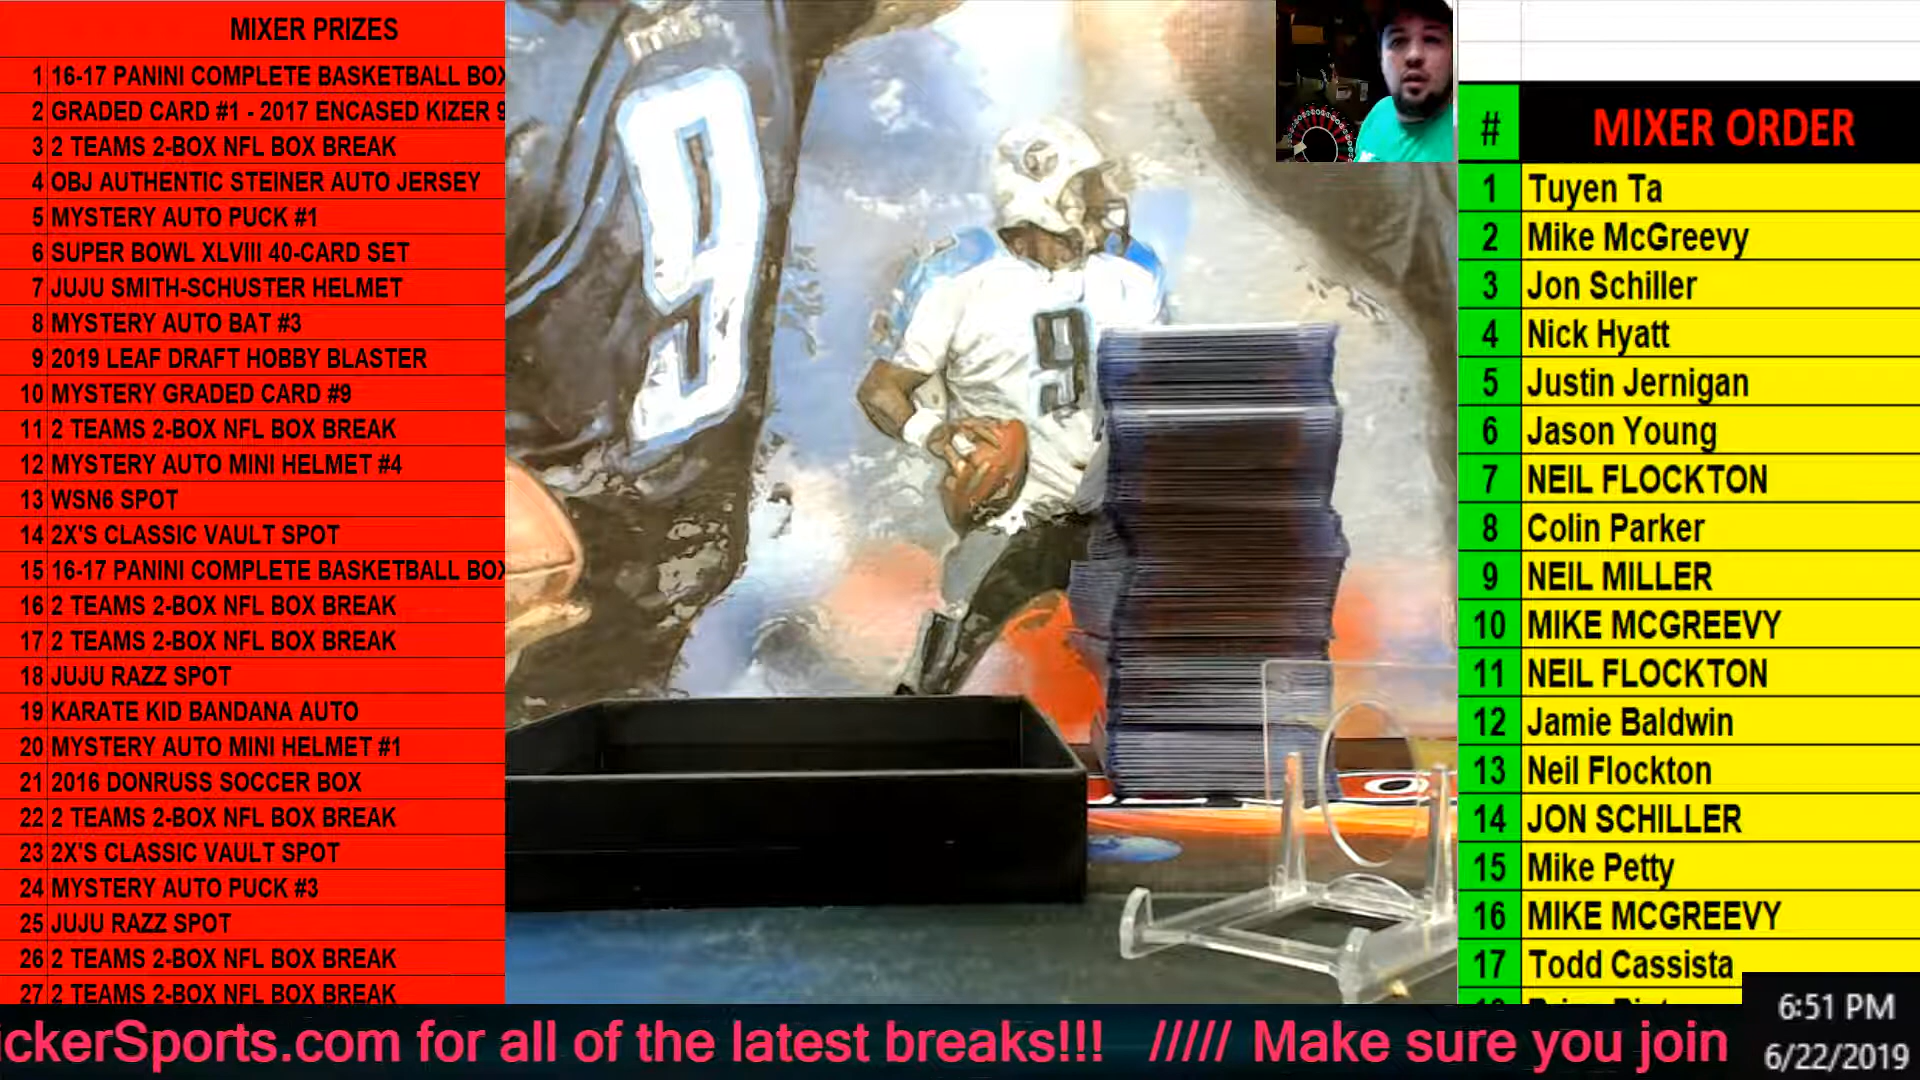 MIXER PRIZES
1 16-17 PANINI COMPLETE BASKETBALL BOX
2 GRADED CARD #1 - 2017 ENCASED KIZER 9
3 2 TEAMS 2-BOX NFL BOX BREAK
4 OBJ AUTHENTIC STEINER AUTO JERSEY
5 MYSTERY AUTO PUCK #1
6 SUPER BOWL XLVIII 40-CARD SET
7 JUJU SMITH-SCHUSTER HELMET
8 MYSTERY AUTO BAT #3
9 2019 LEAF DRAFT HOBBY BLASTER
10 MYSTERY GRADED CARD #9
11 2 TEAMS 2-BOX NFL BOX BREAK
12 MYSTERY AUTO MINI HELMET #4
13 WSN6 SPOT
14 2X'S CLASSIC VAULT SPOT
15 16-17 PANINI COMPLETE BASKETBALL BOX
16 2 TEAMS 2-BOX NFL BOX BREAK
17 2 TEAMS 2-BOX NFL BOX BREAK
18 JUJU RAZZ SPOT
19 KARATE KID BANDANA AUTO
20 MYSTERY AUTO MINI HELMET #1
21 2016 DONRUSS SOCCER BOX
22 2 TEAMS 2-BOX NFL BOX BREAK
23 2X'S CLASSIC VAULT SPOT
24 MYSTERY AUTO PUCK #3
25 JUJU RAZZ SPOT
26 2 TEAMS 2-BOX NFL BOX BREAK
27 2 TEAMS 2-BOX NFL BOX BREAK
9
9
# MIXER ORDER
1 Tuyen Ta
2 Mike McGreevy
3 Jon Schiller
4 Nick Hyatt
5 Justin Jernigan
6 Jason Young
7 NEIL FLOCKTON
8 Colin Parker
9 NEIL MILLER
10 MIKE MCGREEVY
11 NEIL FLOCKTON
12 Jamie Baldwin
13 Neil Flockton
14 JON SCHILLER
15 Mike Petty
16 MIKE MCGREEVY
17 Todd Cassista
ickerSports.com for all of the latest breaks!!! ///// Make sure you join
6:51 PM
6/22/2019